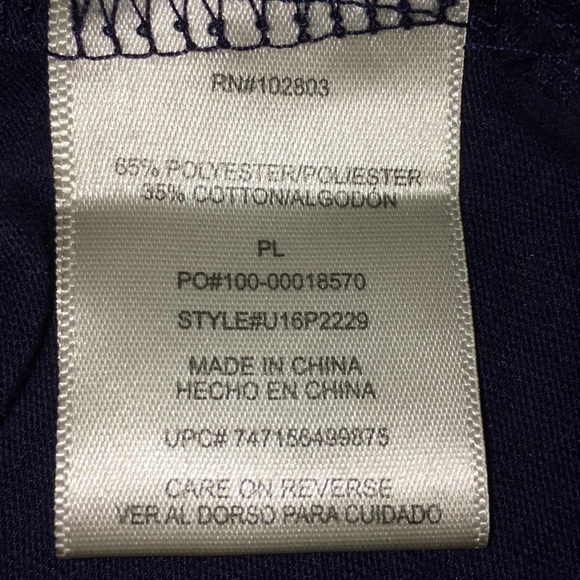 RN#102803
65% POLYESTER/POLIESTER
35% COTTON/ALGODÓN
PL
PO#100-00018570
STYLE#U16P2229
MADE IN CHINA
HECHO EN CHINA
UPC# 747156499875
CARE ON REVERSE
VER AL DORSO PARA CUIDADO